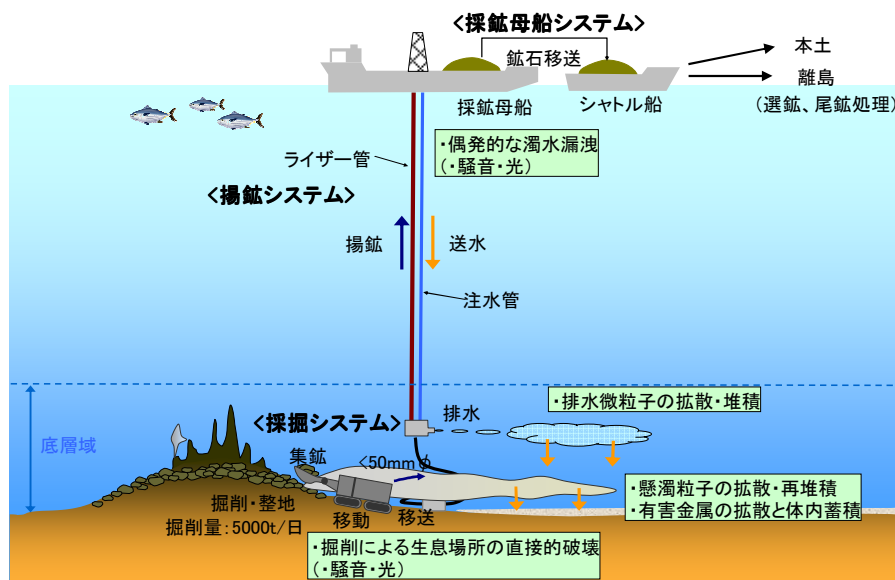 <採鉱母船システム>
鉱石移送
本土
離島
(選鉱、尾鉱処理)
採鉱母船
シャトル船
・偶発的な濁水漏洩
(・騒音・光)
ライザー管
<揚鉱システム>
揚鉱
送水
注水管
<採掘システム>
排水
・排水微粒子の拡散・堆積
底層域
集鉱
<50mmφ
・懸濁粒子の拡散・再堆積
・有害金属の拡散と体内蓄積
掘削・整地
掘削量:5000t/日
移動
移送
・掘削による生息場所の直接的破壊
(・騒音・光)